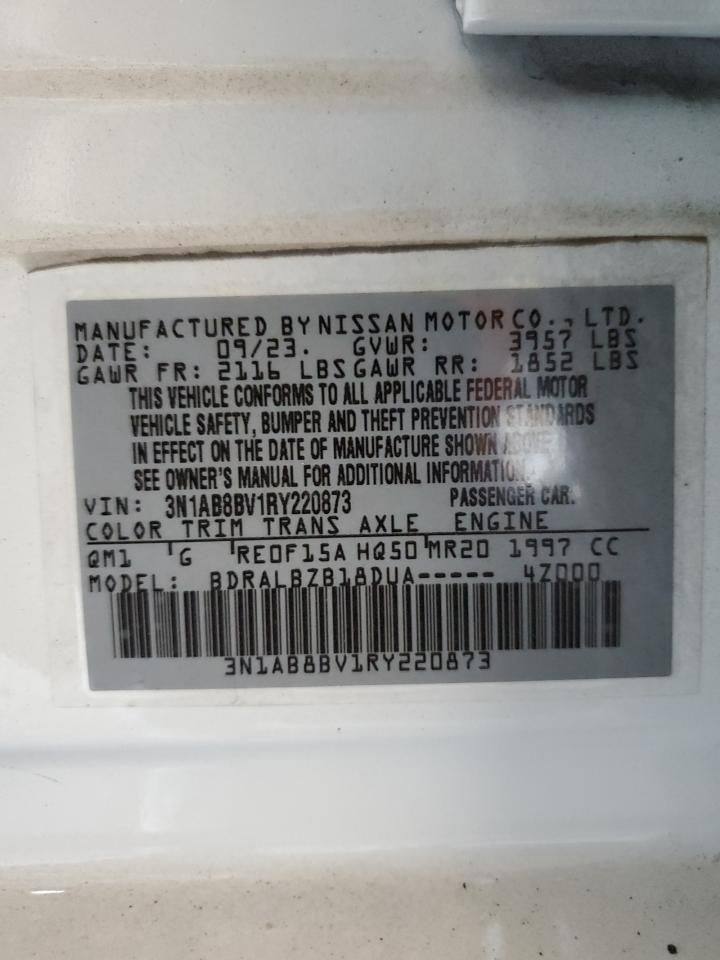 MANUFACTURED BY NISSAN MOTOR CO., LTD.
DATE: 09/23. GVWR: 3957 LBS
GAWR FR: 2116 LBS GAWR RR: 1852 LBS
THIS VEHICLE CONFORMS TO ALL APPLICABLE FEDERAL MOTOR
VEHICLE SAFETY, BUMPER AND THEFT PREVENTION STANDARDS
IN EFFECT ON THE DATE OF MANUFACTURE SHOWN ABOVE.
SEE OWNER'S MANUAL FOR ADDITIONAL INFORMATION.
VIN: 3N1AB8BV1RY220873 PASSENGER CAR.
COLOR TRIM TRANS AXLE ENGINE
QM1 G RE0F15A HQ50 MR20 1997 CC
MODEL: BDRALBZB18DUA----- 4Z000
3N1AB8BV1RY220873